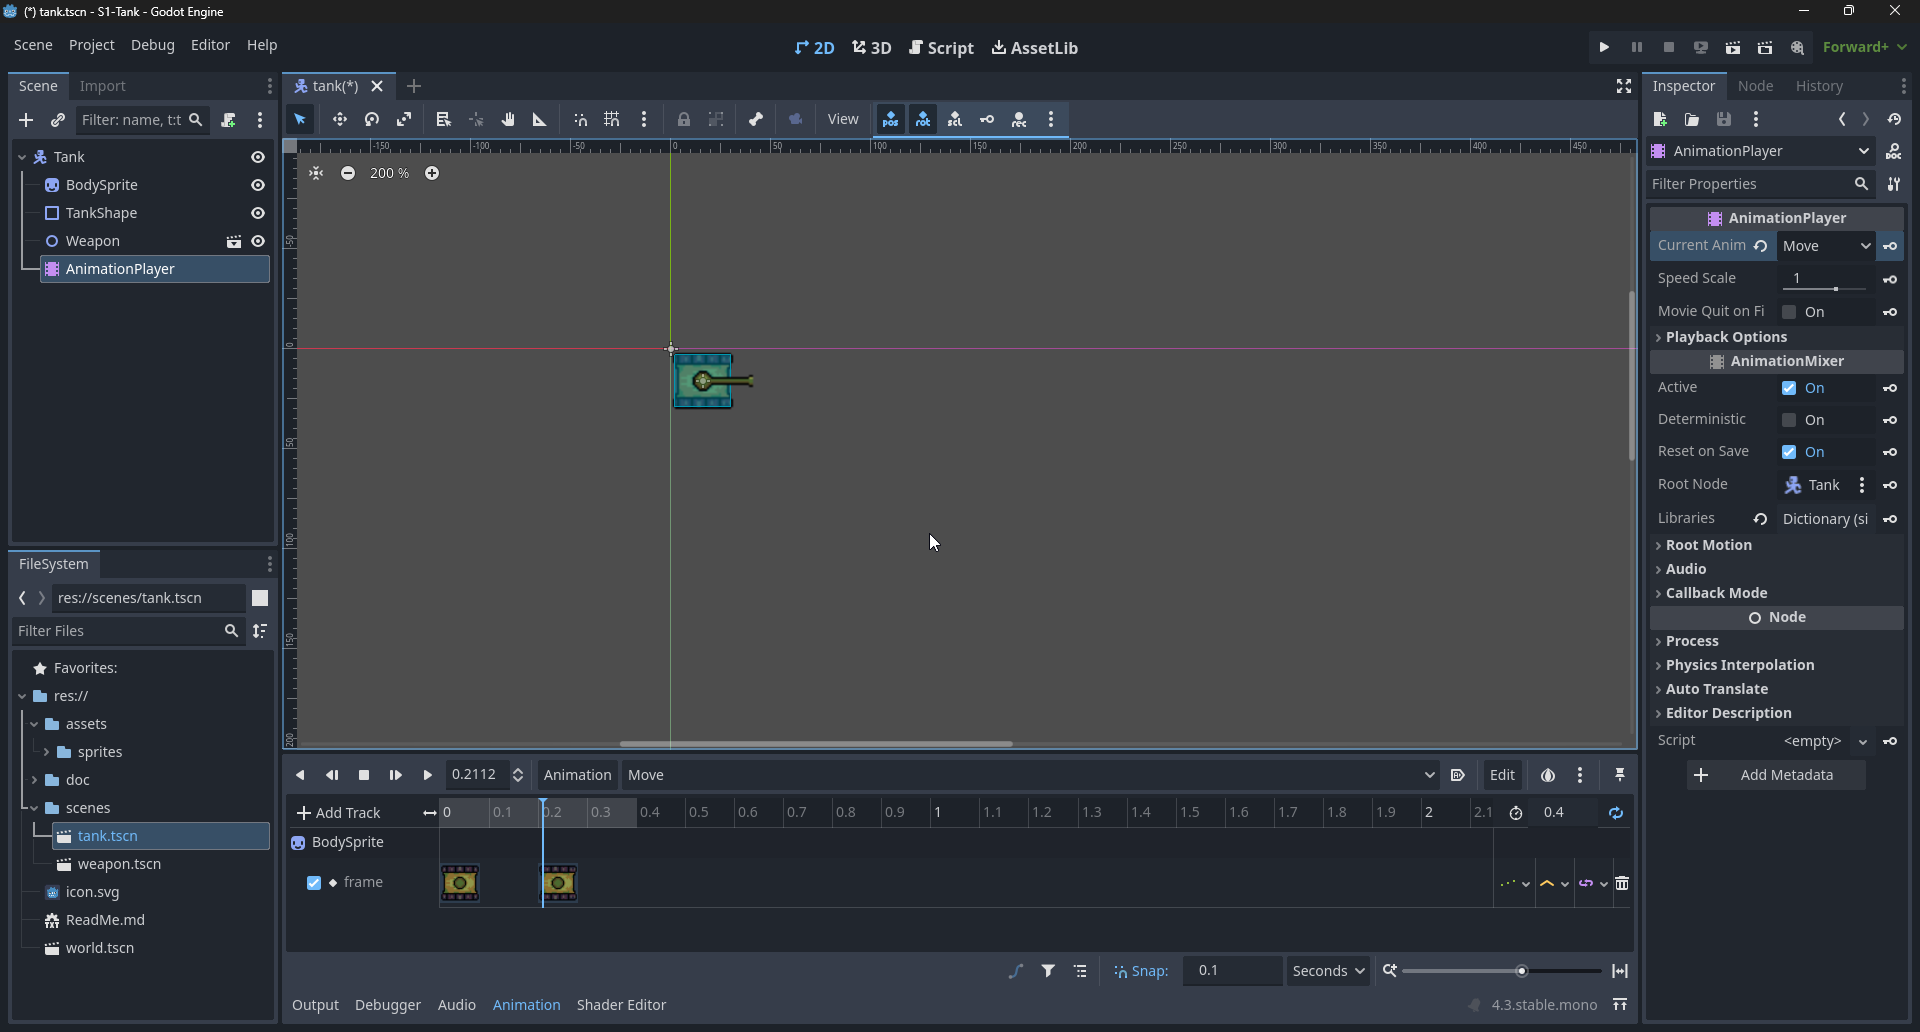 (*) tank.tscn - S1-Tank - Godot Engine
Scene Project Debug Editor Help
2D 3D Script AssetLib
Forward+
Scene Import
Filter: name, t:t
Tank
BodySprite
TankShape
Weapon
AnimationPlayer
FileSystem
res://scenes/tank.tscn
Filter Files
Favorites:
res://
assets
sprites
doc
scenes
tank.tscn
weapon.tscn
icon.svg
ReadMe.md
world.tscn
tank(*)
View
-150 -100 -50 0 50 100 150 200 250 300 350 400 450
200 %
-50
0
50
100
150
200
0.2112 Animation Move Edit
Add Track 0 0.1 0.2 0.3 0.4 0.5 0.6 0.7 0.8 0.9 1 1.1 1.2 1.3 1.4 1.5 1.6 1.7 1.8 1.9 2 2.1 0.4
BodySprite
frame
Snap: 0.1 Seconds
Output Debugger Audio Animation Shader Editor 4.3.stable.mono
Inspector Node History
AnimationPlayer
DOC
Filter Properties
AnimationPlayer
Current Anim Move
Speed Scale 1
Movie Quit on Fi On
Playback Options
AnimationMixer
Active On
Deterministic On
Reset on Save On
Root Node Tank
Libraries Dictionary (si
Root Motion
Audio
Callback Mode
Node
Process
Physics Interpolation
Auto Translate
Editor Description
Script <empty>
Add Metadata